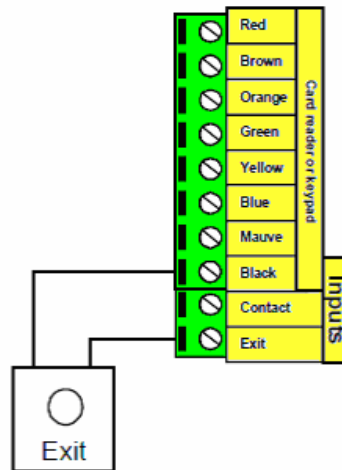 Red
Brown
Orange
Green
Yellow
Blue
Mauve
Black
Contact
Exit
Card reader or keypad
Inputs
Exit